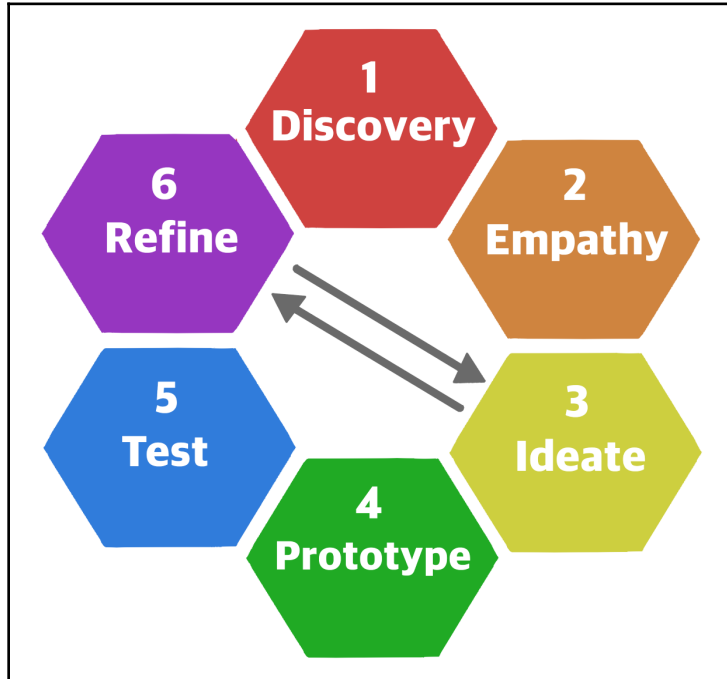 1
Discovery
2
Empathy
3
Ideate
4
Prototype
5
Test
6
Refine